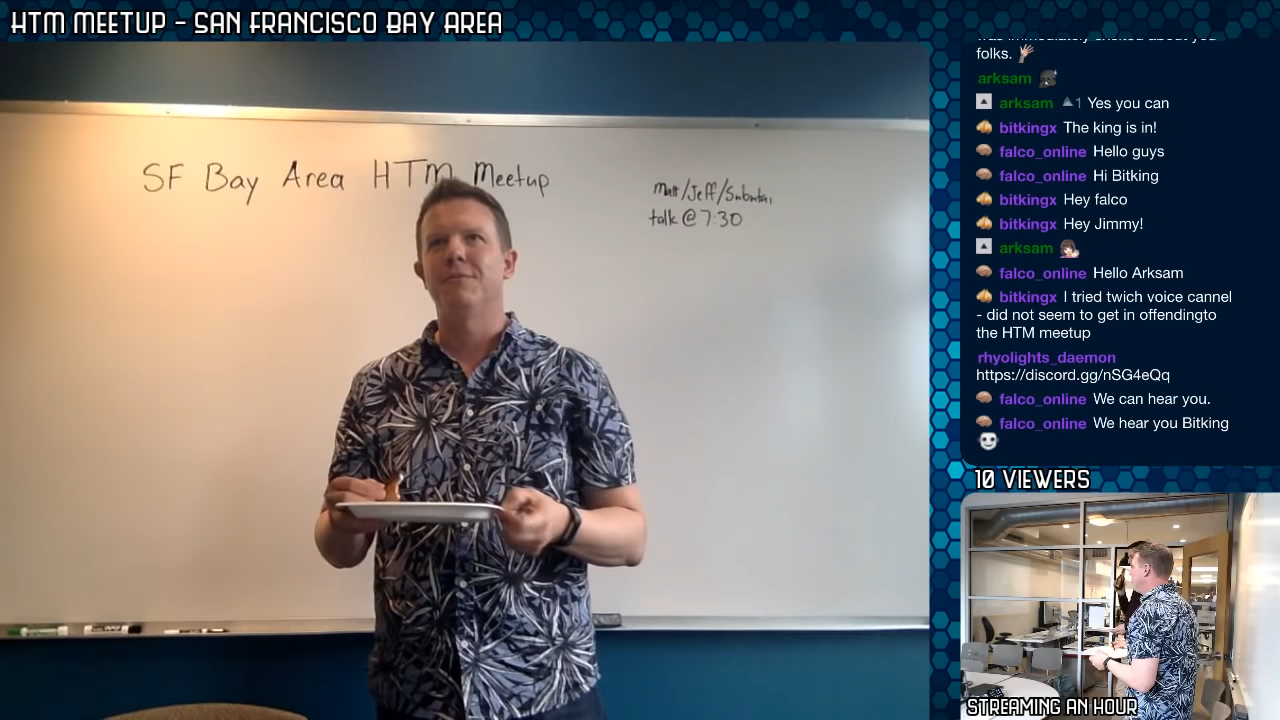 HTM MEETUP - SAN FRANCISCO BAY AREA
SF Bay Area HTM Meetup
Matt/Jeff/Subutai
talk @ 7:30
folks.
arksam
arksam 1 Yes you can
bitkingx The king is in!
falco_online Hello guys
falco_online Hi Bitking
bitkingx Hey falco
bitkingx Hey Jimmy!
arksam
falco_online Hello Arksam
bitkingx I tried twich voice cannel
- did not seem to get in offendingto
the HTM meetup
rhyolights_daemon
https://discord.gg/nSG4eQq
falco_online We can hear you.
falco_online We hear you Bitking
10 VIEWERS
STREAMING AN HOUR